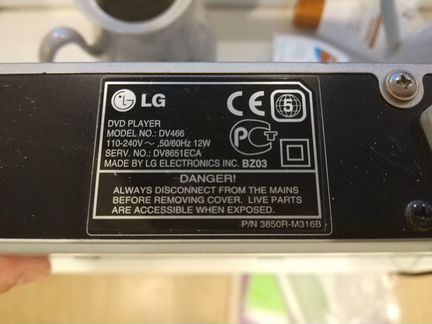 LG
CE
5
DVD PLAYER
MODEL NO.: DV466
110-240V ~ ,50/60Hz 12W
SERV. NO.: DV8651ECA
MADE BY LG ELECTRONICS INC. BZ03
DANGER!
ALWAYS DISCONNECT FROM THE MAINS
BEFORE REMOVING COVER. LIVE PARTS
ARE ACCESSIBLE WHEN EXPOSED.
P/N 3850R-M316B